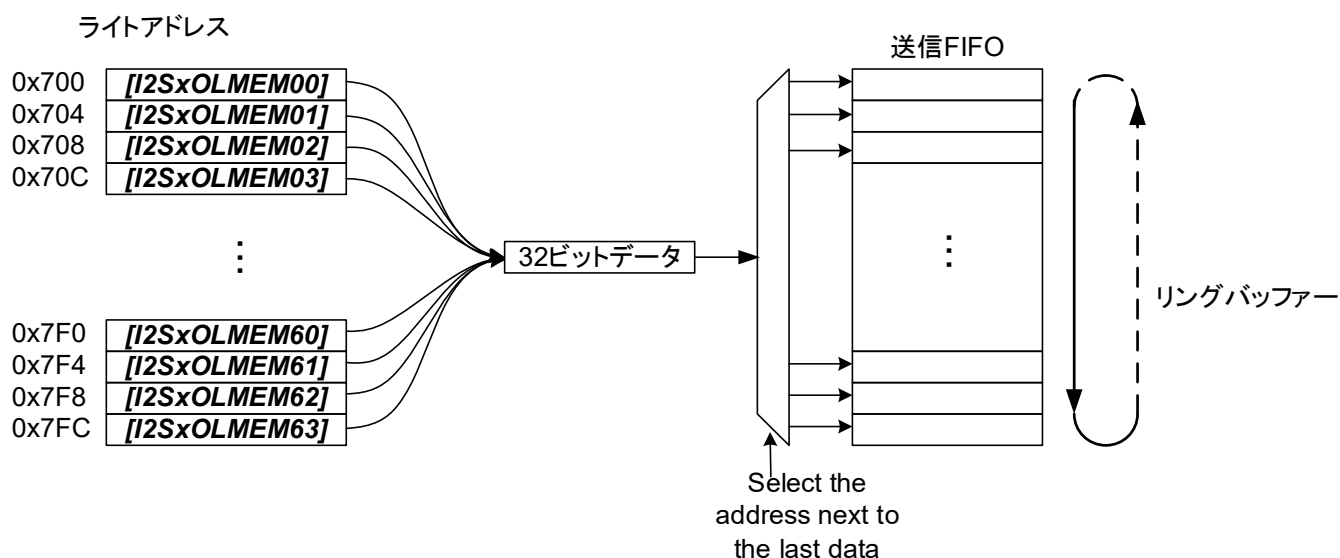 ライトアドレス
送信FIFO
0x700 [I2SxOLMEM00]
0x704 [I2SxOLMEM01]
0x708 [I2SxOLMEM02]
0x70C [I2SxOLMEM03]
⋮ ⋮
32ビットデータ
リングバッファー
0x7F0 [I2SxOLMEM60]
0x7F4 [I2SxOLMEM61]
0x7F8 [I2SxOLMEM62]
0x7FC [I2SxOLMEM63]
Select the
address next to
the last data